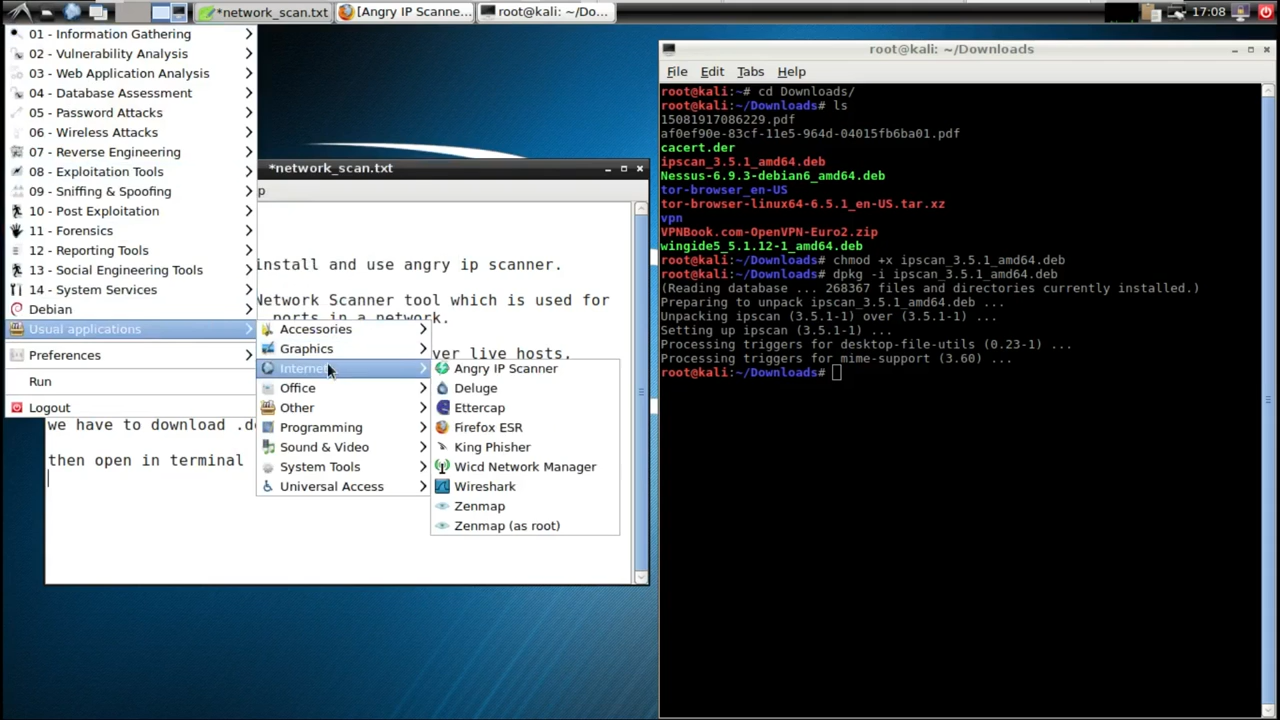 *network_scan.txt
[Angry IP Scanne...
root@kali: ~/Do...
17:08
01 - Information Gathering
02 - Vulnerability Analysis
03 - Web Application Analysis
04 - Database Assessment
05 - Password Attacks
06 - Wireless Attacks
07 - Reverse Engineering
08 - Exploitation Tools
09 - Sniffing & Spoofing
10 - Post Exploitation
11 - Forensics
12 - Reporting Tools
13 - Social Engineering Tools
14 - System Services
Debian
Usual applications
Preferences
Run
Logout
Accessories
Graphics
Internet
Office
Other
Programming
Sound & Video
System Tools
Universal Access
Angry IP Scanner
Deluge
Ettercap
Firefox ESR
King Phisher
Wicd Network Manager
Wireshark
Zenmap
Zenmap (as root)
*network_scan.txt
p
install and use angry ip scanner.
Network Scanner tool which is used for
ports in a network.
ver live hosts.
we have to download .de
then open in terminal
root@kali: ~/Downloads
File Edit Tabs Help
root@kali:~# cd Downloads/
root@kali:~/Downloads# ls
15081917086229.pdf
af0ef90e-83cf-11e5-964d-04015fb6ba01.pdf
cacert.der
ipscan_3.5.1_amd64.deb
Nessus-6.9.3-debian6_amd64.deb
tor-browser_en-US
tor-browser-linux64-6.5.1_en-US.tar.xz
vpn
VPNBook.com-OpenVPN-Euro2.zip
wingide5_5.1.12-1_amd64.deb
root@kali:~/Downloads# chmod +x ipscan_3.5.1_amd64.deb
root@kali:~/Downloads# dpkg -i ipscan_3.5.1_amd64.deb
(Reading database ... 268367 files and directories currently installed.)
Preparing to unpack ipscan_3.5.1_amd64.deb ...
Unpacking ipscan (3.5.1-1) over (3.5.1-1) ...
Setting up ipscan (3.5.1-1) ...
Processing triggers for desktop-file-utils (0.23-1) ...
Processing triggers for mime-support (3.60) ...
root@kali:~/Downloads#